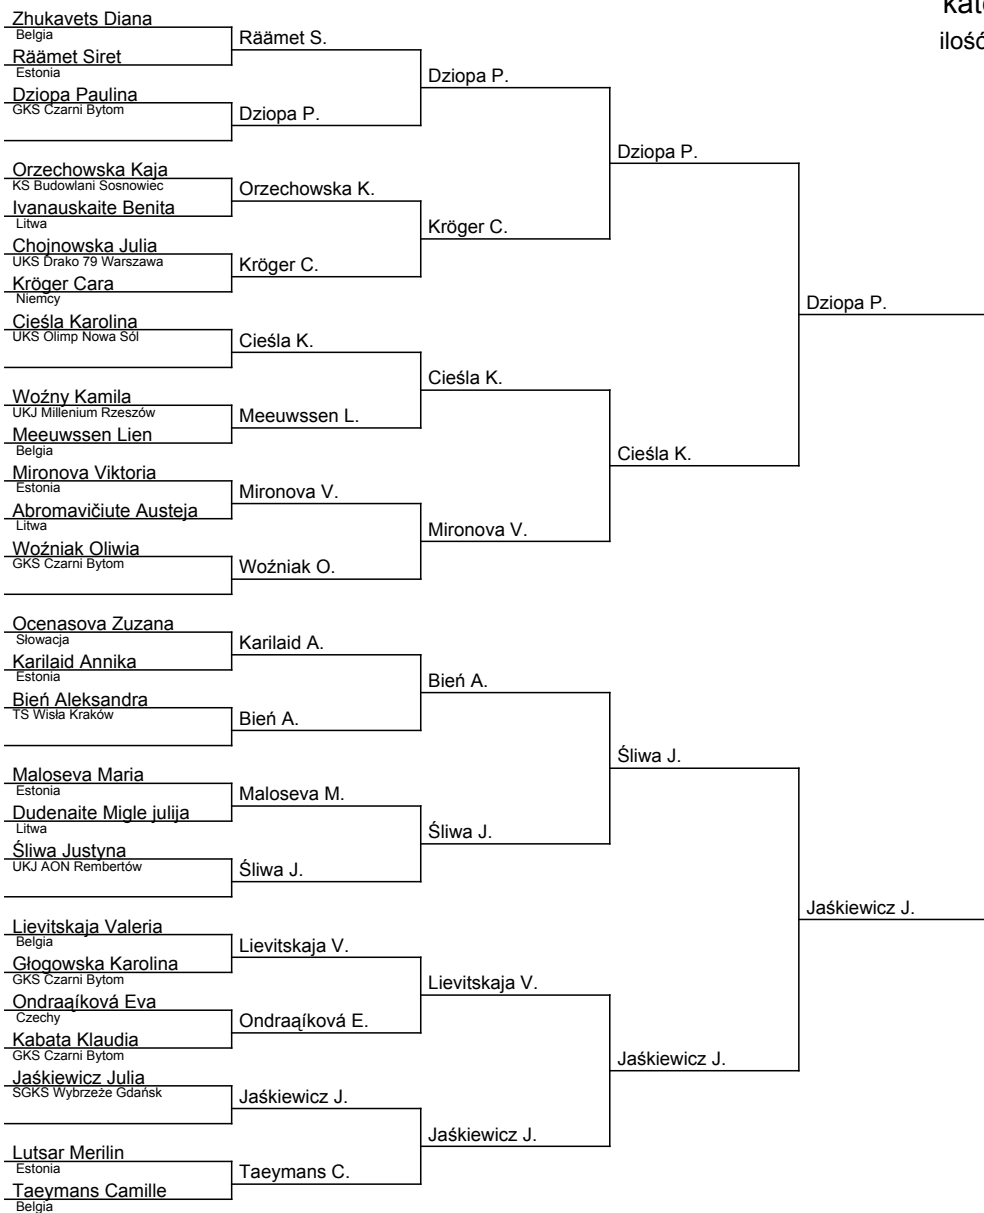 kate
ilość
Zhukavets Diana
Belgia
Räämet Siret
Estonia
Dziopa Paulina
GKS Czarni Bytom
Orzechowska Kaja
KS Budowlani Sosnowiec
Ivanauskaite Benita
Litwa
Chojnowska Julia
UKS Drako 79 Warszawa
Kröger Cara
Niemcy
Cieśla Karolina
UKS Olimp Nowa Sól
Woźny Kamila
UKJ Millenium Rzeszów
Meeuwssen Lien
Belgia
Mironova Viktoria
Estonia
Abromavičiute Austeja
Litwa
Woźniak Oliwia
GKS Czarni Bytom
Ocenasova Zuzana
Słowacja
Karilaid Annika
Estonia
Bień Aleksandra
TS Wisła Kraków
Maloseva Maria
Estonia
Dudenaite Migle julija
Litwa
Śliwa Justyna
UKJ AON Rembertów
Lievitskaja Valeria
Belgia
Głogowska Karolina
GKS Czarni Bytom
Ondraąíková Eva
Czechy
Kabata Klaudia
GKS Czarni Bytom
Jaśkiewicz Julia
SGKS Wybrzeże Gdańsk
Lutsar Merilin
Estonia
Taeymans Camille
Belgia
Räämet S.
Dziopa P.
Orzechowska K.
Kröger C.
Cieśla K.
Meeuwssen L.
Mironova V.
Woźniak O.
Karilaid A.
Bień A.
Maloseva M.
Śliwa J.
Lievitskaja V.
Ondraąíková E.
Jaśkiewicz J.
Taeymans C.
Dziopa P.
Kröger C.
Cieśla K.
Mironova V.
Bień A.
Śliwa J.
Lievitskaja V.
Jaśkiewicz J.
Dziopa P.
Cieśla K.
Śliwa J.
Jaśkiewicz J.
Dziopa P.
Jaśkiewicz J.